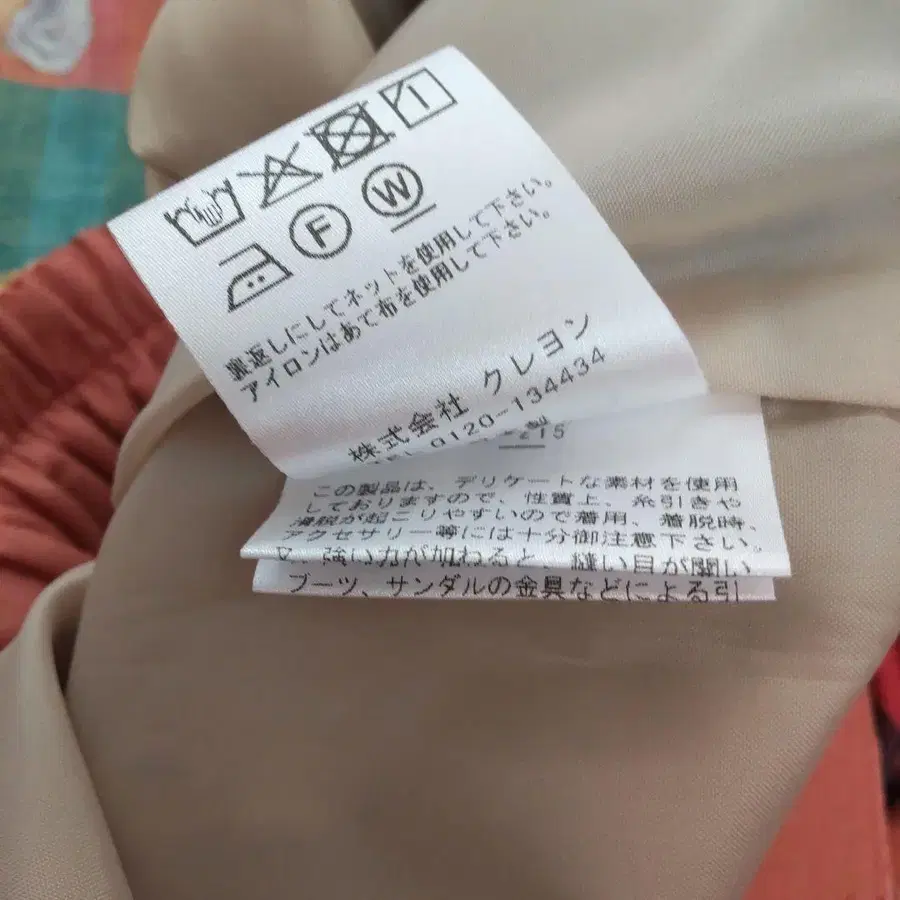 F W
裏返しにしてネットを使用して下さい。
アイロンはあて布を使用して下さい。
株式会社 クレヨン
TEL 0120-134434
215
この製品は、デリケートな素材を使用
しておりますので、性質上、糸引きや
滑脱が起こりやすいので着用、着脱時、
アクセサリー等には十分御注意下さい。
強い力が加わると 縫い目が開い
ブーツ、サンダルの金具などによる引